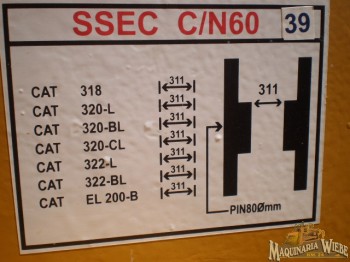 SSEC C/N60 39
CAT 318 311
CAT 320-L 311
CAT 320-BL 311
CAT 320-CL 311
CAT 322-L 311
CAT 322-BL 311
CAT EL 200-B 311
311
PIN80Ømm
MAQUINARIA WIEBE